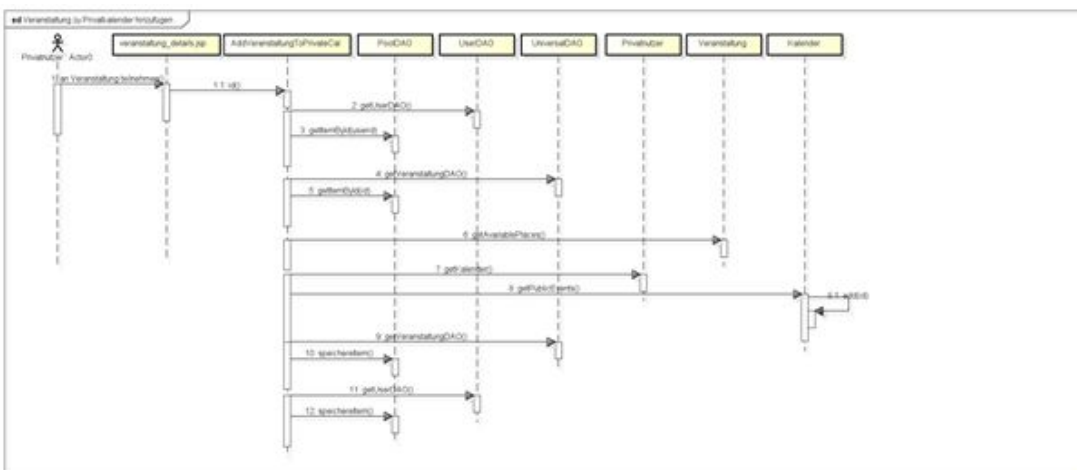 sd Veranstaltung zu Privatkalender hinzufügen
veranstaltung_details.jsp
AddVeranstaltungToPrivateCal
PoolDAO
UserDAO
UniversalDAO
Privatnutzer
Veranstaltung
Kalender
Privatnutzer : Actor0
1: an Veranstaltung teilnehmen()
1.1:
2: getUserDAO()
3: getItemById(userid)
4: getVeranstaltungDAO()
5: getItemById(id)
6: getAvailablePlaces()
7: getKalender()
8: getPublicEvents()
8.1: add(id)
9: getVeranstaltungDAO()
10: speichereItem()
11: getUserDAO()
12: speichereItem()